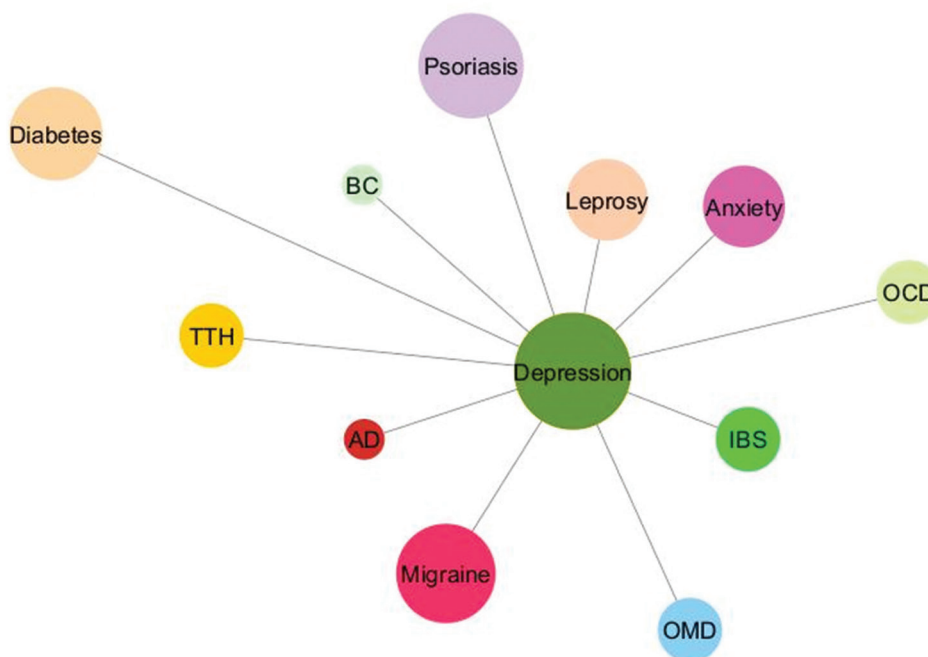 Psoriasis
Diabetes
BC
Leprosy
Anxiety
OCD
TTH
Depression
AD
IBS
Migraine
OMD